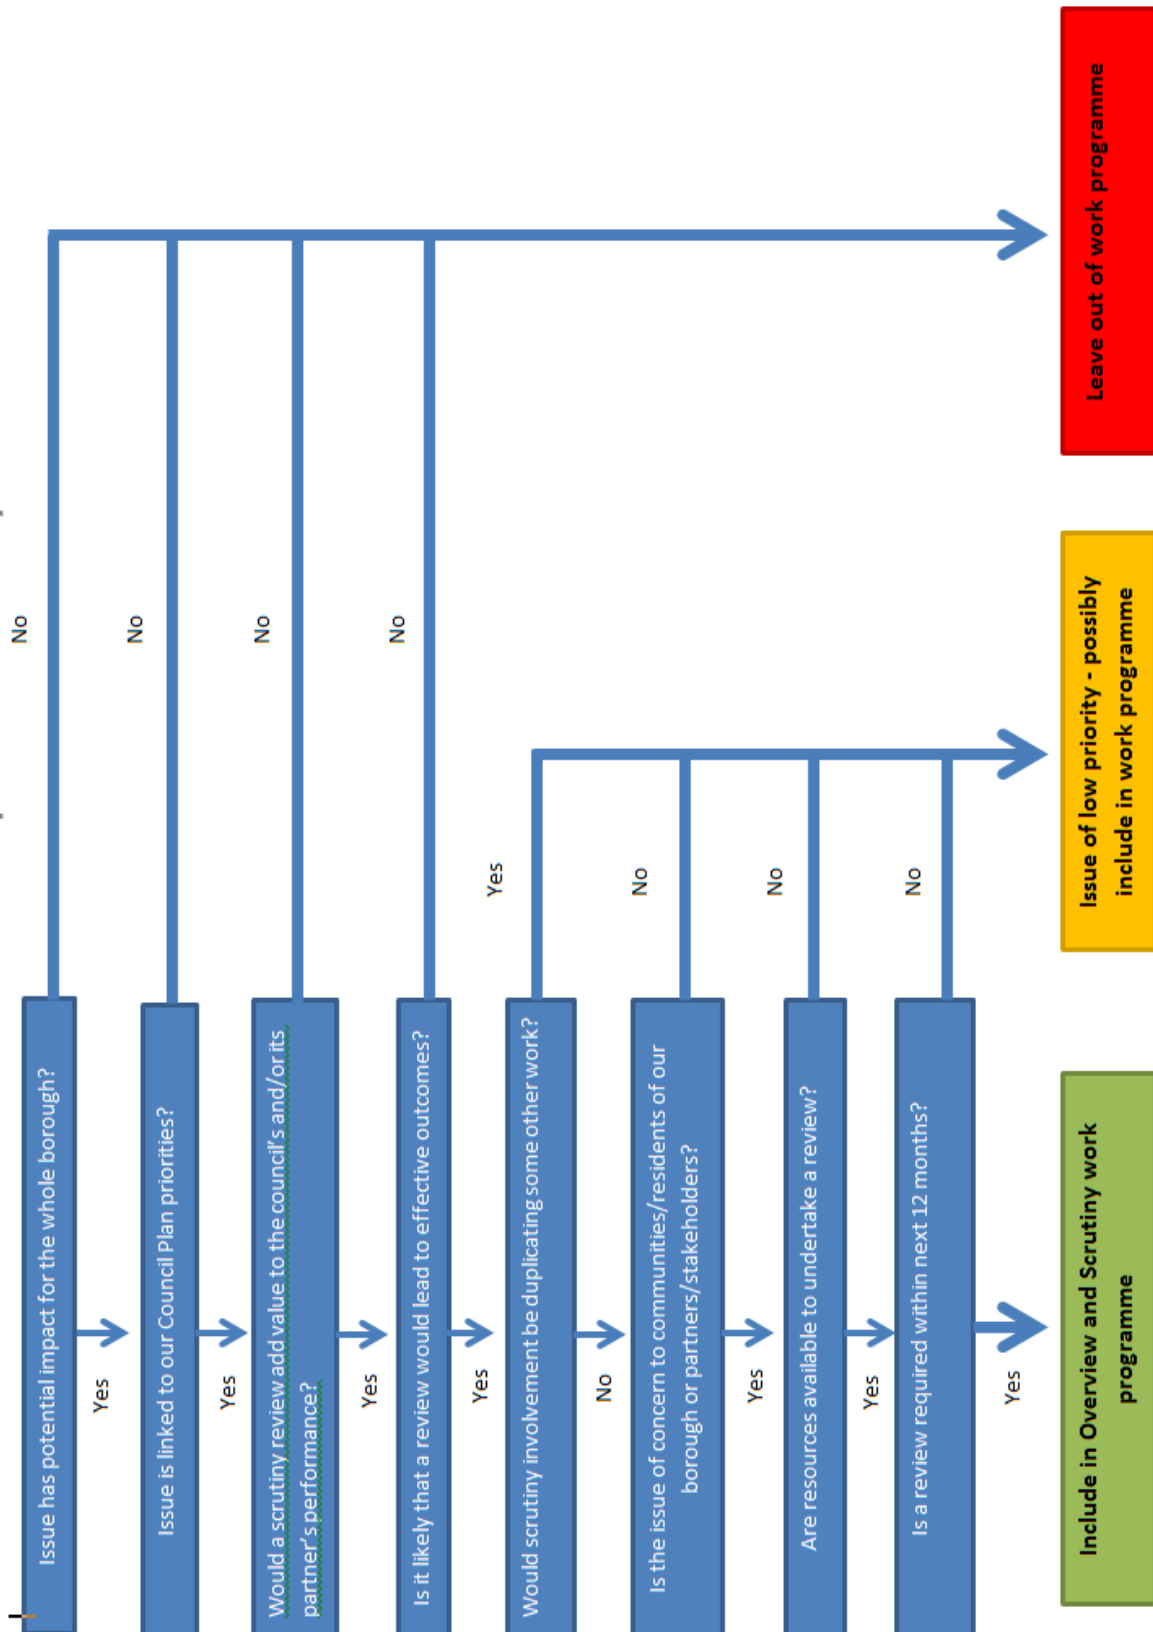 Issue has potential impact for the whole borough?
No
Yes
Issue is linked to our Council Plan priorities?
No
Yes
Would a scrutiny review add value to the council's and/or its
partner's performance?
No
Yes
Is it likely that a review would lead to effective outcomes?
No
Yes
Would scrutiny involvement be duplicating some other work?
Yes
No
Is the issue of concern to communities/residents of our
borough or partners/stakeholders?
No
Yes
Are resources available to undertake a review?
No
Yes
Is a review required within next 12 months?
No
Yes
Include in Overview and Scrutiny work
programme
Issue of low priority - possibly
include in work programme
Leave out of work programme